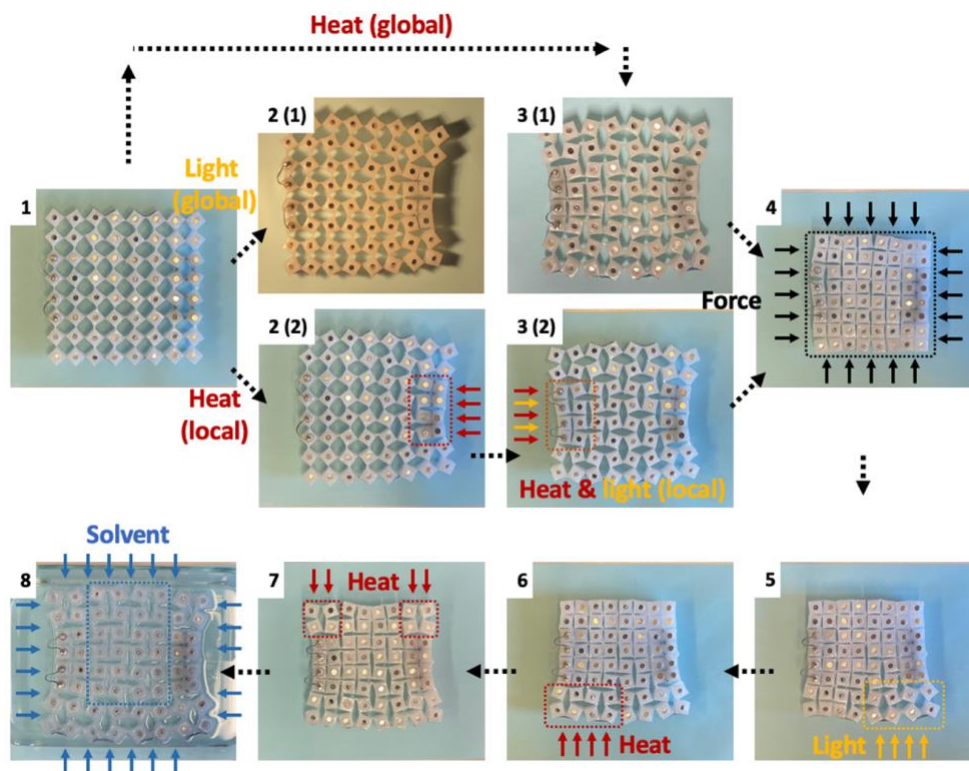 Heat (global)
2 (1)
3 (1)
Light
(global)
1
4
Force
2 (2)
3 (2)
Heat
(local)
Heat & light (local)
Solvent
8
7
Heat
6
Heat
5
Light